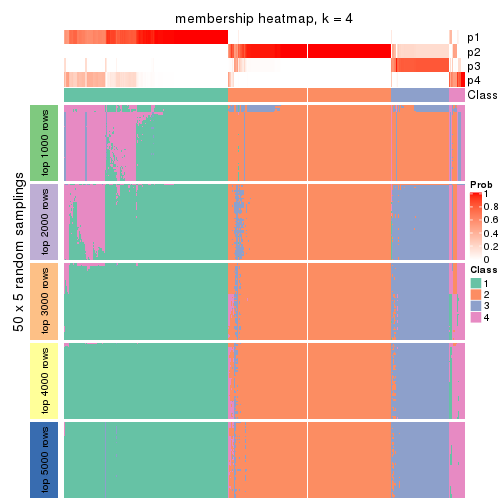 membership heatmap, k = 4
p1
p2
p3
p4
Class
50 x 5 random samplings
top 1000 rows
top 2000 rows
top 3000 rows
top 4000 rows
top 5000 rows
Prob
1
0.8
0.6
0.4
0.2
0
Class
1
2
3
4